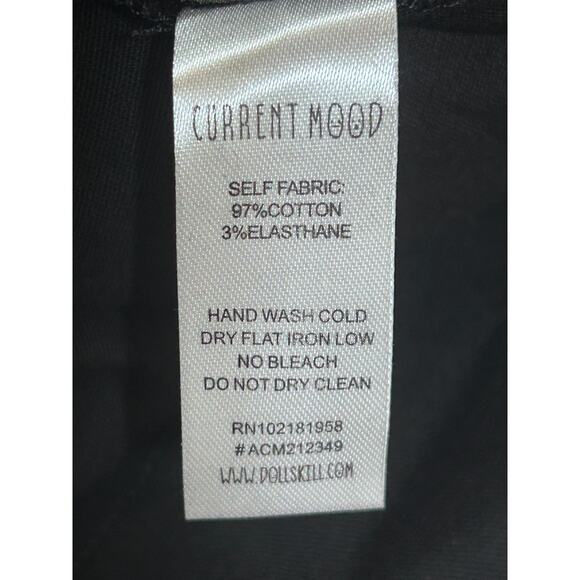 CURRENT MOOD
SELF FABRIC:
97%COTTON
3%ELASTHANE
HAND WASH COLD
DRY FLAT IRON LOW
NO BLEACH
DO NOT DRY CLEAN
RN102181958
#ACM212349
WWW.DOLLSKILL.COM